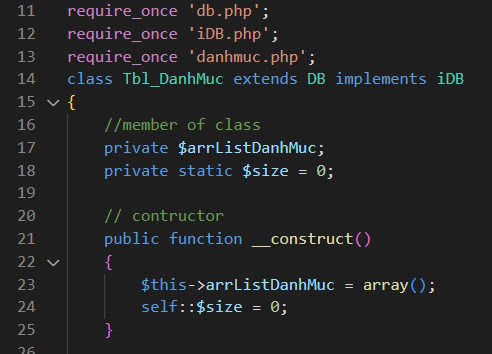 11 require_once 'db.php';
12 require_once 'iDB.php';
13 require_once 'danhmuc.php';
14 class Tbl_DanhMuc extends DB implements iDB
15 {
16 //member of class
17 private $arrListDanhMuc;
18 private static $size = 0;
19
20 // contructor
21 public function __construct()
22 {
23 $this->arrListDanhMuc = array();
24 self::$size = 0;
25 }
26